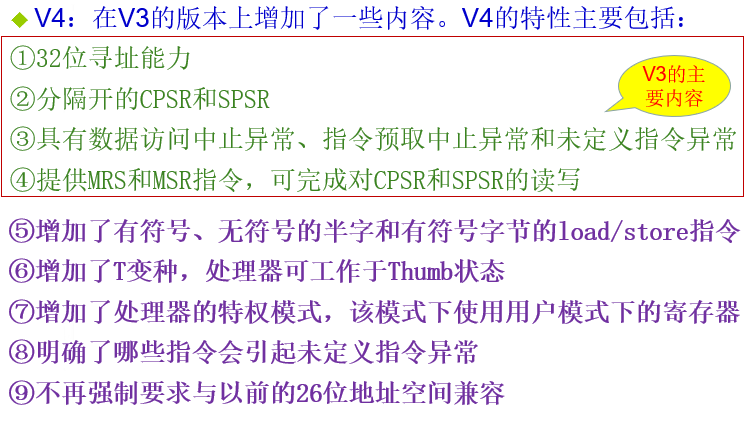 ◆ V4：在V3的版本上增加了一些内容。V4的特性主要包括：
①32位寻址能力
②分隔开的CPSR和SPSR
V3的主
要内容
③具有数据访问中止异常、指令预取中止异常和未定义指令异常
④提供MRS和MSR指令，可完成对CPSR和SPSR的读写
⑤增加了有符号、无符号的半字和有符号字节的load/store指令
⑥增加了T变种，处理器可工作于Thumb状态
⑦增加了处理器的特权模式，该模式下使用用户模式下的寄存器
⑧明确了哪些指令会引起未定义指令异常
⑨不再强制要求与以前的26位地址空间兼容